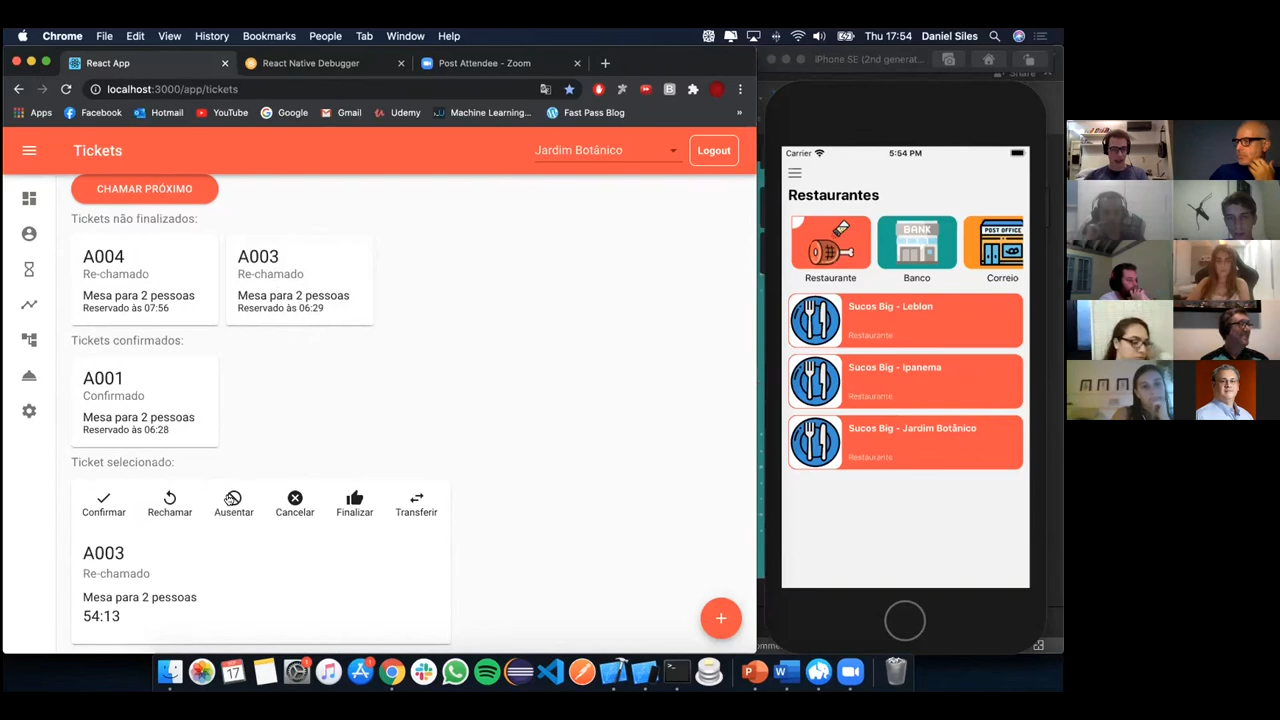 Chrome File Edit View History Bookmarks People Tab Window Help Thu 17:54 Daniel Siles
React App React Native Debugger Post Attendee - Zoom
localhost:3000/app/tickets
Apps Facebook Hotmail YouTube Google Gmail Udemy Machine Learning... Fast Pass Blog »
Tickets Jardim Botânico Logout
CHAMAR PRÓXIMO
Tickets não finalizados:
A004 A003
Re-chamado Re-chamado
Mesa para 2 pessoas Mesa para 2 pessoas
Reservado às 07:56 Reservado às 06:29
Tickets confirmados:
A001
Confirmado
Mesa para 2 pessoas
Reservado às 06:28
Ticket selecionado:
Confirmar Rechamar Ausentar Cancelar Finalizar Transferir
A003
Re-chamado
Mesa para 2 pessoas
54:13
iPhone SE (2nd generat...
Share
Carrier 5:54 PM
Restaurantes
BANK POST OFFICE
Restaurante Banco Correio
Sucos Big - Leblon
Restaurante
Sucos Big - Ipanema
Restaurante
Sucos Big - Jardim Botânico
Restaurante
17